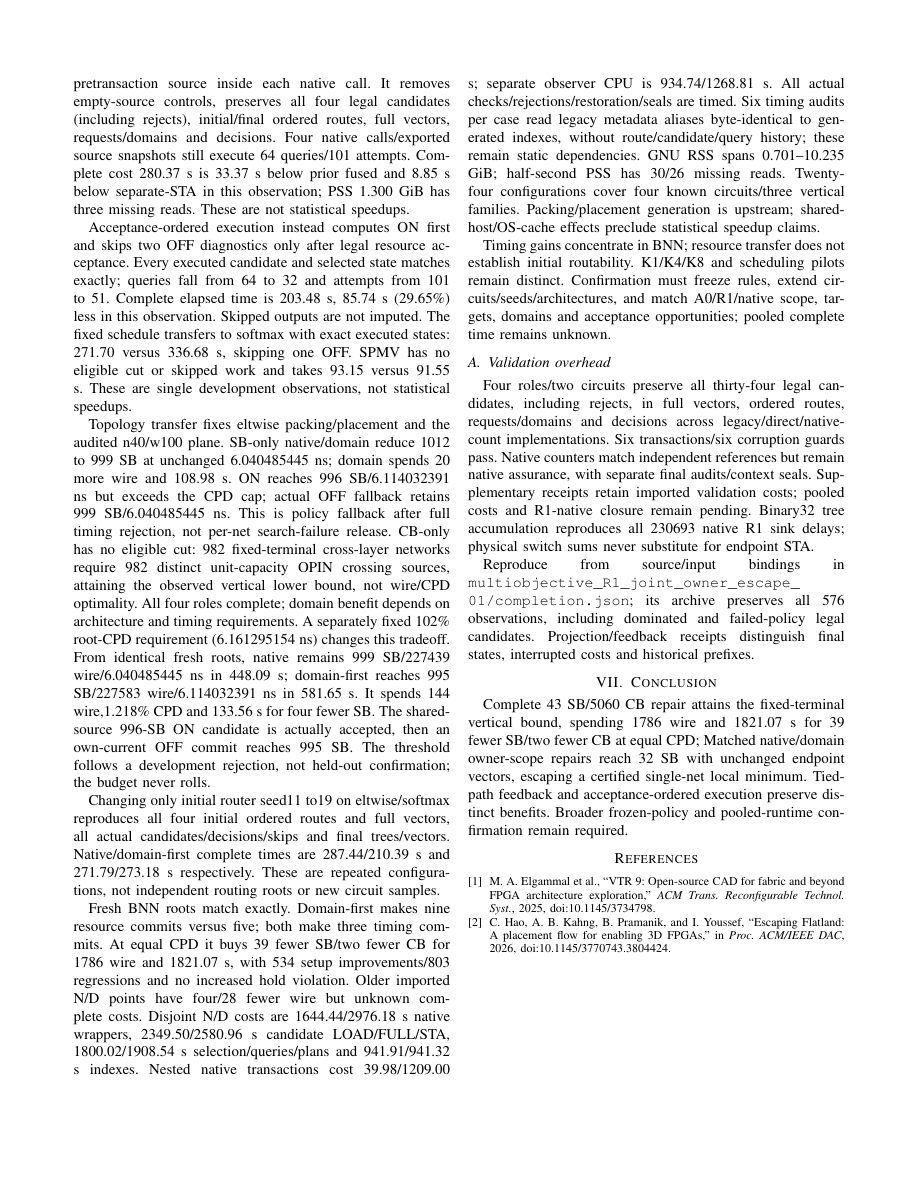 pretransaction source inside each native call. It removes
empty-source controls, preserves all four legal candidates
(including rejects), initial/final ordered routes, full vectors,
requests/domains and decisions. Four native calls/exported
source snapshots still execute 64 queries/101 attempts. Com-
plete cost 280.37 s is 33.37 s below prior fused and 8.85 s
below separate-STA in this observation; PSS 1.300 GiB has
three missing reads. These are not statistical speedups.
Acceptance-ordered execution instead computes ON first
and skips two OFF diagnostics only after legal resource ac-
ceptance. Every executed candidate and selected state matches
exactly; queries fall from 64 to 32 and attempts from 101
to 51. Complete elapsed time is 203.48 s, 85.74 s (29.65%)
less in this observation. Skipped outputs are not imputed. The
fixed schedule transfers to softmax with exact executed states:
271.70 versus 336.68 s, skipping one OFF. SPMV has no
eligible cut or skipped work and takes 93.15 versus 91.55
s. These are single development observations, not statistical
speedups.
Topology transfer fixes eltwise packing/placement and the
audited n40/w100 plane. SB-only native/domain reduce 1012
to 999 SB at unchanged 6.040485445 ns; domain spends 20
more wire and 108.98 s. ON reaches 996 SB/6.114032391
ns but exceeds the CPD cap; actual OFF fallback retains
999 SB/6.040485445 ns. This is policy fallback after full
timing rejection, not per-net search-failure release. CB-only
has no eligible cut: 982 fixed-terminal cross-layer networks
require 982 distinct unit-capacity OPIN crossing sources,
attaining the observed vertical lower bound, not wire/CPD
optimality. All four roles complete; domain benefit depends on
architecture and timing requirements. A separately fixed 102%
root-CPD requirement (6.161295154 ns) changes this tradeoff.
From identical fresh roots, native remains 999 SB/227439
wire/6.040485445 ns in 448.09 s; domain-first reaches 995
SB/227583 wire/6.114032391 ns in 581.65 s. It spends 144
wire,1.218% CPD and 133.56 s for four fewer SB. The shared-
source 996-SB ON candidate is actually accepted, then an
own-current OFF commit reaches 995 SB. The threshold
follows a development rejection, not held-out confirmation;
the budget never rolls.
Changing only initial router seed11 to19 on eltwise/softmax
reproduces all four initial ordered routes and full vectors,
all actual candidates/decisions/skips and final trees/vectors.
Native/domain-first complete times are 287.44/210.39 s and
271.79/273.18 s respectively. These are repeated configura-
tions, not independent routing roots or new circuit samples.
Fresh BNN roots match exactly. Domain-first makes nine
resource commits versus five; both make three timing com-
mits. At equal CPD it buys 39 fewer SB/two fewer CB for
1786 wire and 1821.07 s, with 534 setup improvements/803
regressions and no increased hold violation. Older imported
N/D points have four/28 fewer wire but unknown com-
plete costs. Disjoint N/D costs are 1644.44/2976.18 s native
wrappers, 2349.50/2580.96 s candidate LOAD/FULL/STA,
1800.02/1908.54 s selection/queries/plans and 941.91/941.32
s indexes. Nested native transactions cost 39.98/1209.00
s; separate observer CPU is 934.74/1268.81 s. All actual
checks/rejections/restoration/seals are timed. Six timing audits
per case read legacy metadata aliases byte-identical to gen-
erated indexes, without route/candidate/query history; these
remain static dependencies. GNU RSS spans 0.701–10.235
GiB; half-second PSS has 30/26 missing reads. Twenty-
four configurations cover four known circuits/three vertical
families. Packing/placement generation is upstream; shared-
host/OS-cache effects preclude statistical speedup claims.
Timing gains concentrate in BNN; resource transfer does not
establish initial routability. K1/K4/K8 and scheduling pilots
remain distinct. Confirmation must freeze rules, extend cir-
cuits/seeds/architectures, and match A0/R1/native scope, tar-
gets, domains and acceptance opportunities; pooled complete
time remains unknown.
A. Validation overhead
Four roles/two circuits preserve all thirty-four legal can-
didates, including rejects, in full vectors, ordered routes,
requests/domains and decisions across legacy/direct/native-
count implementations. Six transactions/six corruption guards
pass. Native counters match independent references but remain
native assurance, with separate final audits/context seals. Sup-
plementary receipts retain imported validation costs; pooled
costs and R1-native closure remain pending. Binary32 tree
accumulation reproduces all 230693 native R1 sink delays;
physical switch sums never substitute for endpoint STA.
Reproduce from source/input bindings in
multiobjective_R1_joint_owner_escape_
01/completion.json; its archive preserves all 576
observations, including dominated and failed-policy legal
candidates. Projection/feedback receipts distinguish final
states, interrupted costs and historical prefixes.
VII. CONCLUSION
Complete 43 SB/5060 CB repair attains the fixed-terminal
vertical bound, spending 1786 wire and 1821.07 s for 39
fewer SB/two fewer CB at equal CPD; Matched native/domain
owner-scope repairs reach 32 SB with unchanged endpoint
vectors, escaping a certified single-net local minimum. Tied-
path feedback and acceptance-ordered execution preserve dis-
tinct benefits. Broader frozen-policy and pooled-runtime con-
firmation remain required.
REFERENCES
[1] M. A. Elgammal et al., “VTR 9: Open-source CAD for fabric and beyond
FPGA architecture exploration,” ACM Trans. Reconfigurable Technol.
Syst., 2025, doi:10.1145/3734798.
[2] C. Hao, A. B. Kahng, B. Pramanik, and I. Youssef, “Escaping Flatland:
A placement flow for enabling 3D FPGAs,” in Proc. ACM/IEEE DAC,
2026, doi:10.1145/3770743.3804424.